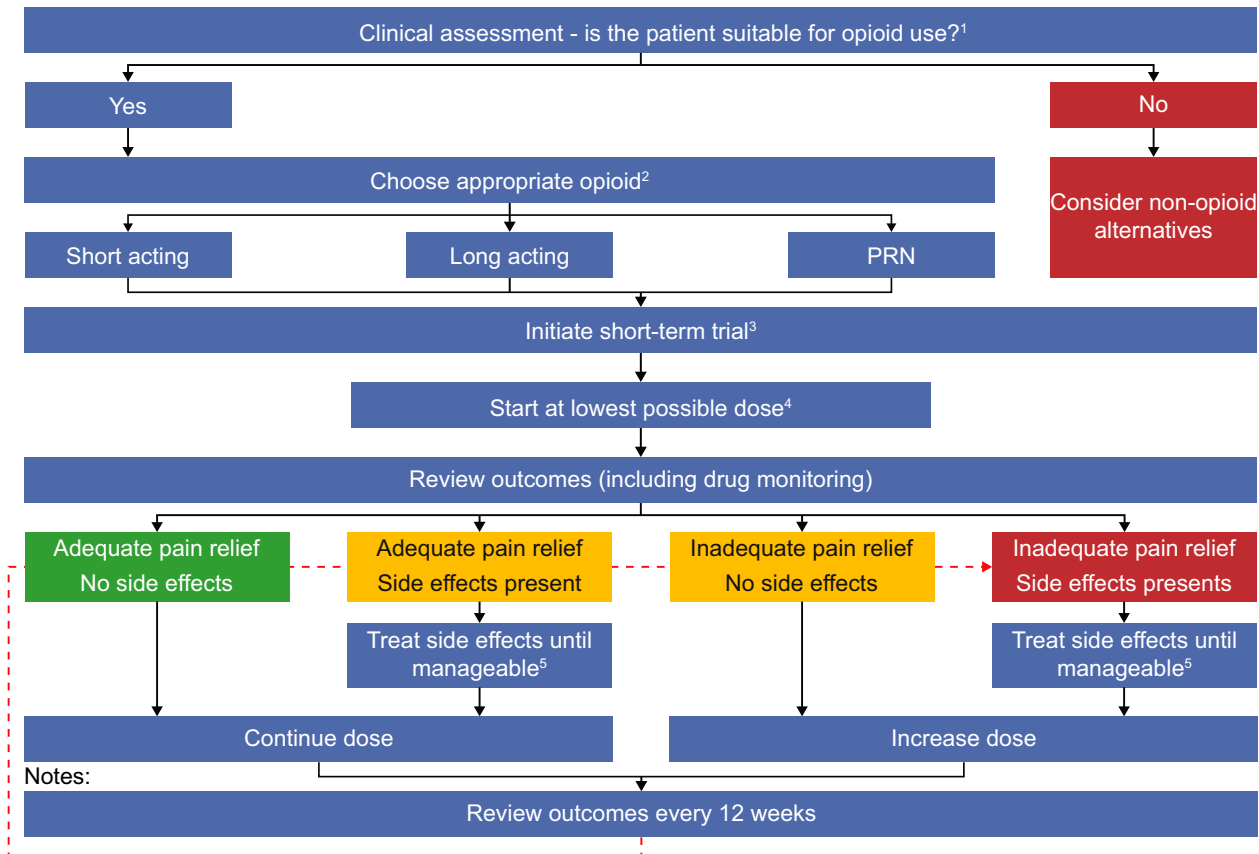 Clinical assessment - is the patient suitable for opioid use?¹
Yes
No
Choose appropriate opioid²
Consider non-opioid
alternatives
Short acting
Long acting
PRN
Initiate short-term trial³
Start at lowest possible dose⁴
Review outcomes (including drug monitoring)
Adequate pain relief
No side effects
Adequate pain relief
Side effects present
Inadequate pain relief
No side effects
Inadequate pain relief
Side effects presents
Treat side effects until
manageable⁵
Treat side effects until
manageable⁵
Continue dose
Increase dose
Notes:
Review outcomes every 12 weeks